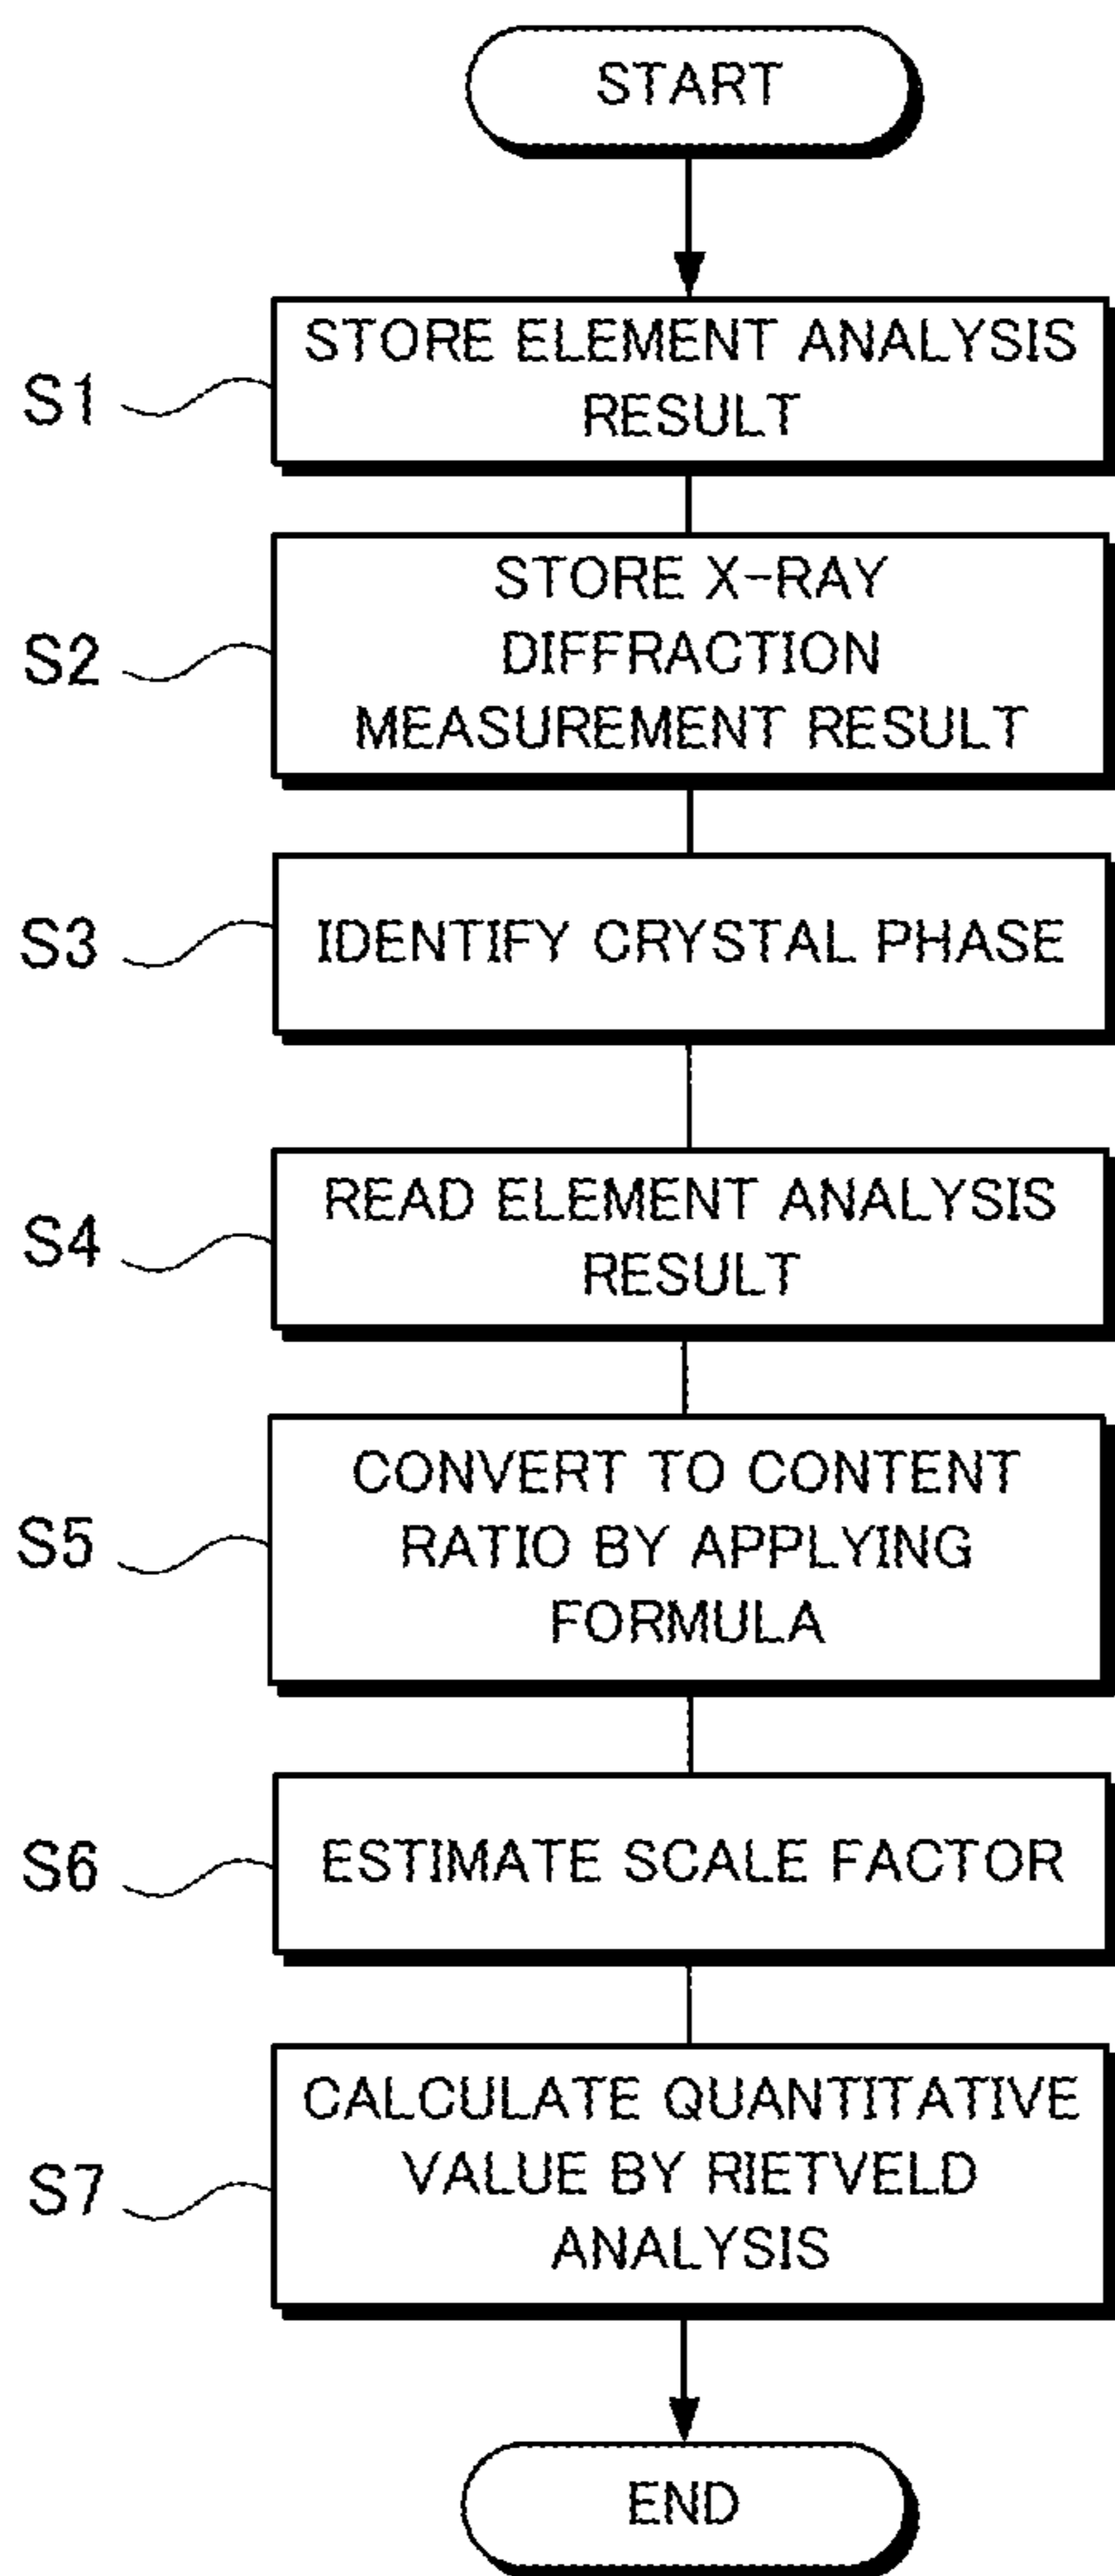 START
S1
STORE ELEMENT ANALYSIS
RESULT
S2
STORE X-RAY
DIFFRACTION
MEASUREMENT RESULT
S3
IDENTIFY CRYSTAL PHASE
S4
READ ELEMENT ANALYSIS
RESULT
S5
CONVERT TO CONTENT
RATIO BY APPLYING
FORMULA
S6
ESTIMATE SCALE FACTOR
S7
CALCULATE QUANTITATIVE
VALUE BY RIETVELD
ANALYSIS
END